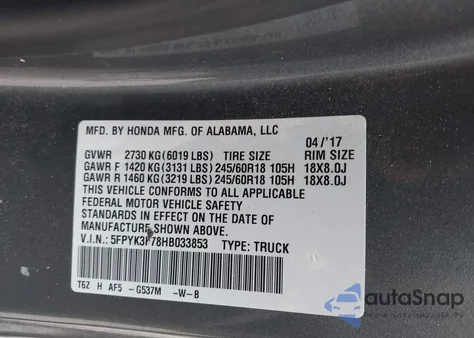 MFD. BY HONDA MFG. OF ALABAMA, LLC
04/'17
GVWR 2730 KG(6019 LBS) TIRE SIZE RIM SIZE
GAWR F 1420 KG(3131 LBS) 245/60R18 105H 18X8.0J
GAWR R 1460 KG(3219 LBS) 245/60R18 105H 18X8.0J
THIS VEHICLE CONFORMS TO ALL APPLICABLE
FEDERAL MOTOR VEHICLE SAFETY
STANDARDS IN EFFECT ON THE DATE OF
MANUFACTURE SHOWN ABOVE.
V.I.N.: 5FPYK3F78HB033853 TYPE: TRUCK
T6Z H AF5 -G537M -W-B
autoSnap